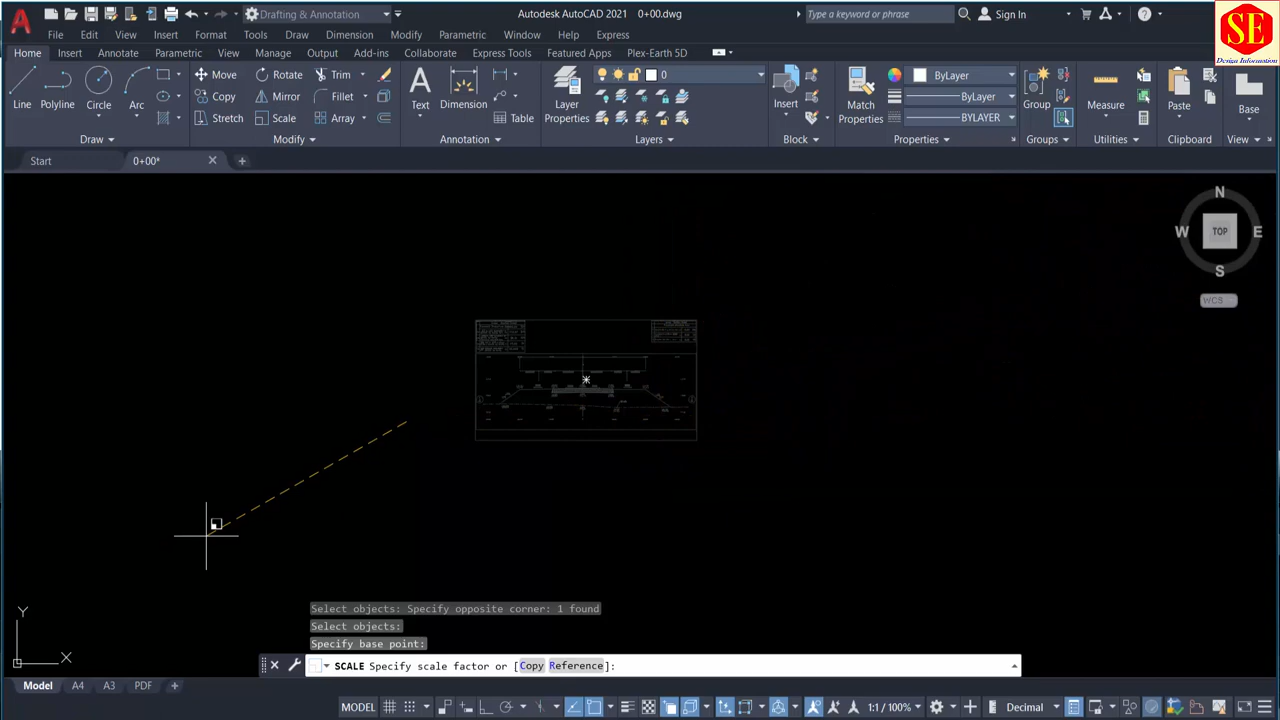 Drafting & Annotation
Autodesk AutoCAD 2021 0+00.dwg
Type a keyword or phrase
Sign In
SE
Design Information
File Edit View Insert Format Tools Draw Dimension Modify Parametric Window Help Express
Home Insert Annotate Parametric View Manage Output Add-ins Collaborate Express Tools Featured Apps Plex-Earth 5D
Line Polyline Circle Arc
Move Rotate Trim
Copy Mirror Fillet
Stretch Scale Array
Text Dimension Table
Layer Properties
0
Insert
Match Properties
ByLayer
ByLayer
BYLAYER
Group
Measure
Paste
Base
Draw Modify Annotation Layers Block Properties Groups Utilities Clipboard View
Start 0+00*
N
W TOP E
S
WCS
Y
X
Select objects: Specify opposite corner: 1 found
Select objects:
Specify base point:
SCALE Specify scale factor or [Copy Reference]:
Model A4 A3 PDF
MODEL 1:1 / 100% Decimal